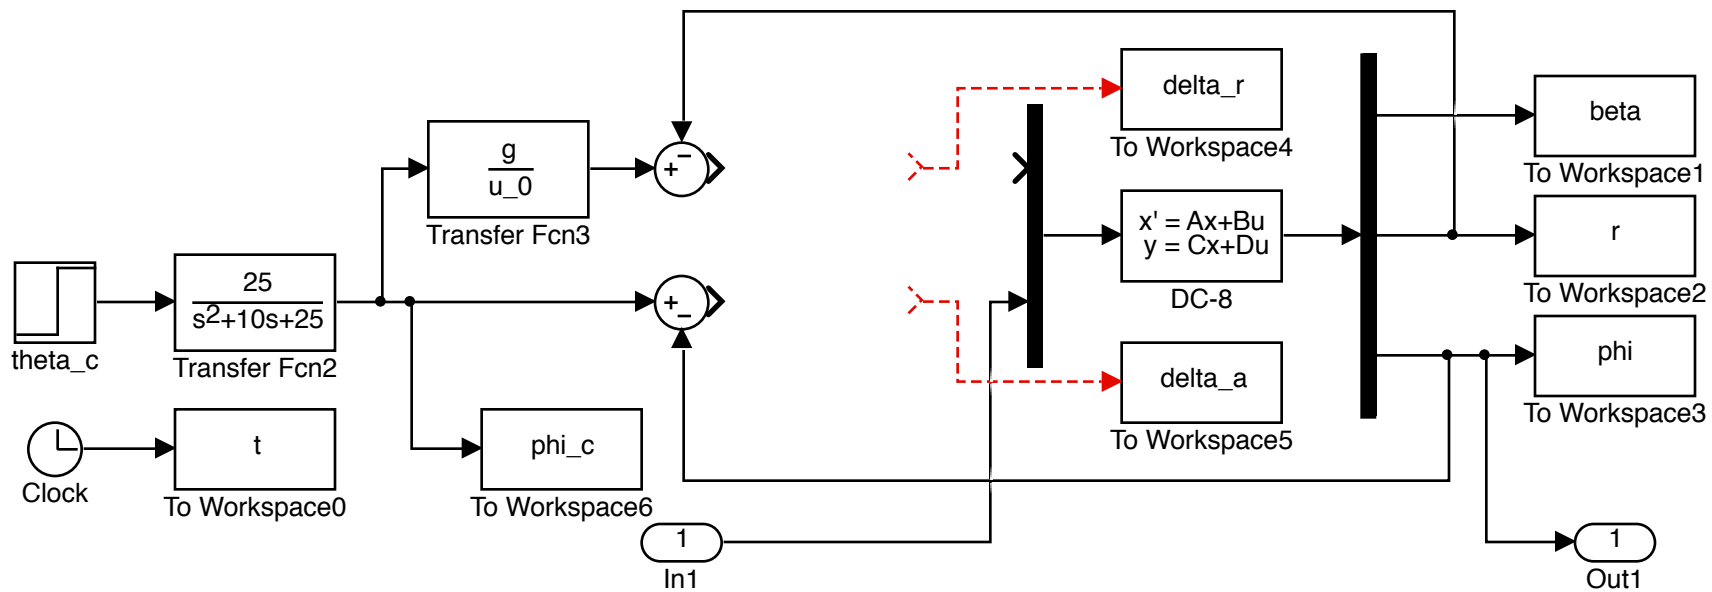 delta_r
To Workspace4
beta
To Workspace1
g
u_0
Transfer Fcn3
+
−
x' = Ax+Bu
y = Cx+Du
DC-8
r
To Workspace2
theta_c
25
s2+10s+25
Transfer Fcn2
+
−
delta_a
To Workspace5
phi
To Workspace3
Clock
t
To Workspace0
phi_c
To Workspace6
1
In1
1
Out1